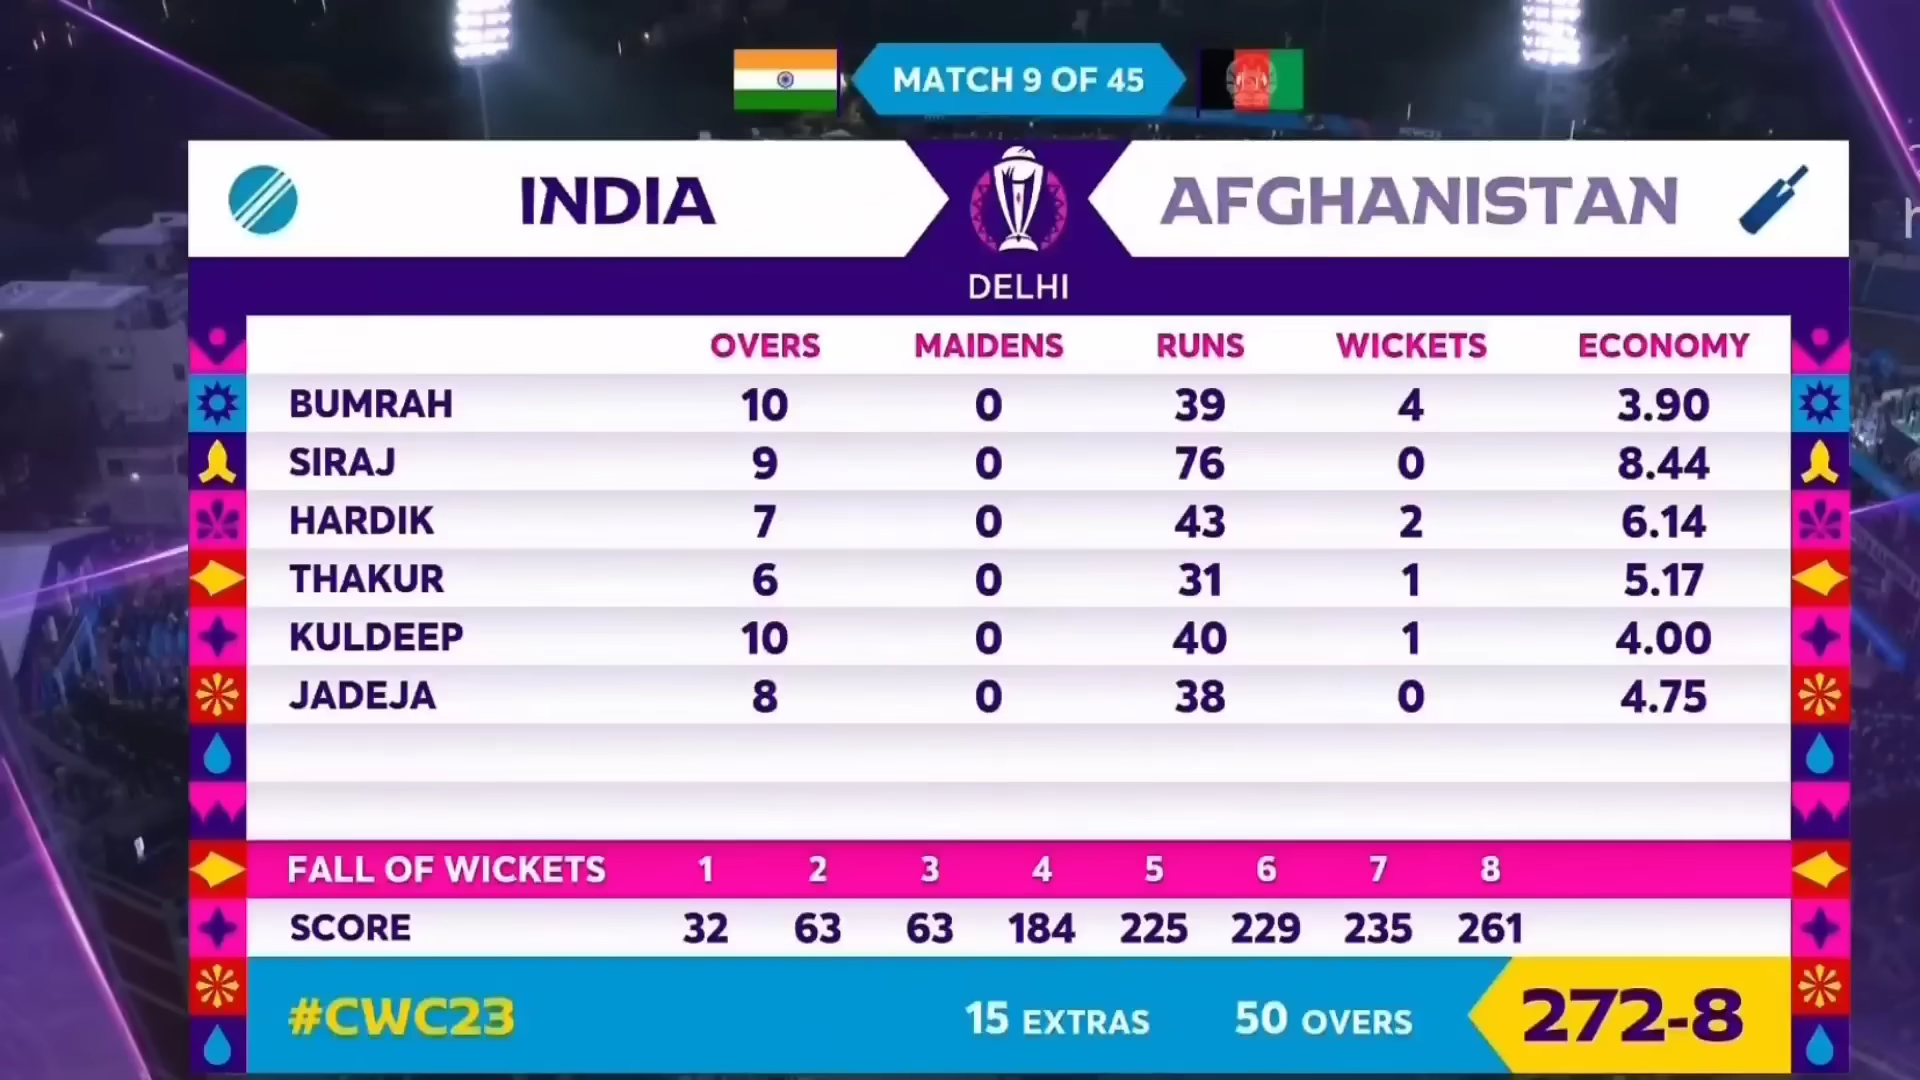 MATCH 9 OF 45
INDIA AFGHANISTAN
DELHI
OVERS MAIDENS RUNS WICKETS ECONOMY
BUMRAH 10 0 39 4 3.90
SIRAJ 9 0 76 0 8.44
HARDIK 7 0 43 2 6.14
THAKUR 6 0 31 1 5.17
KULDEEP 10 0 40 1 4.00
JADEJA 8 0 38 0 4.75
FALL OF WICKETS 1 2 3 4 5 6 7 8
SCORE 32 63 63 184 225 229 235 261
#CWC23 15 EXTRAS 50 OVERS 272-8